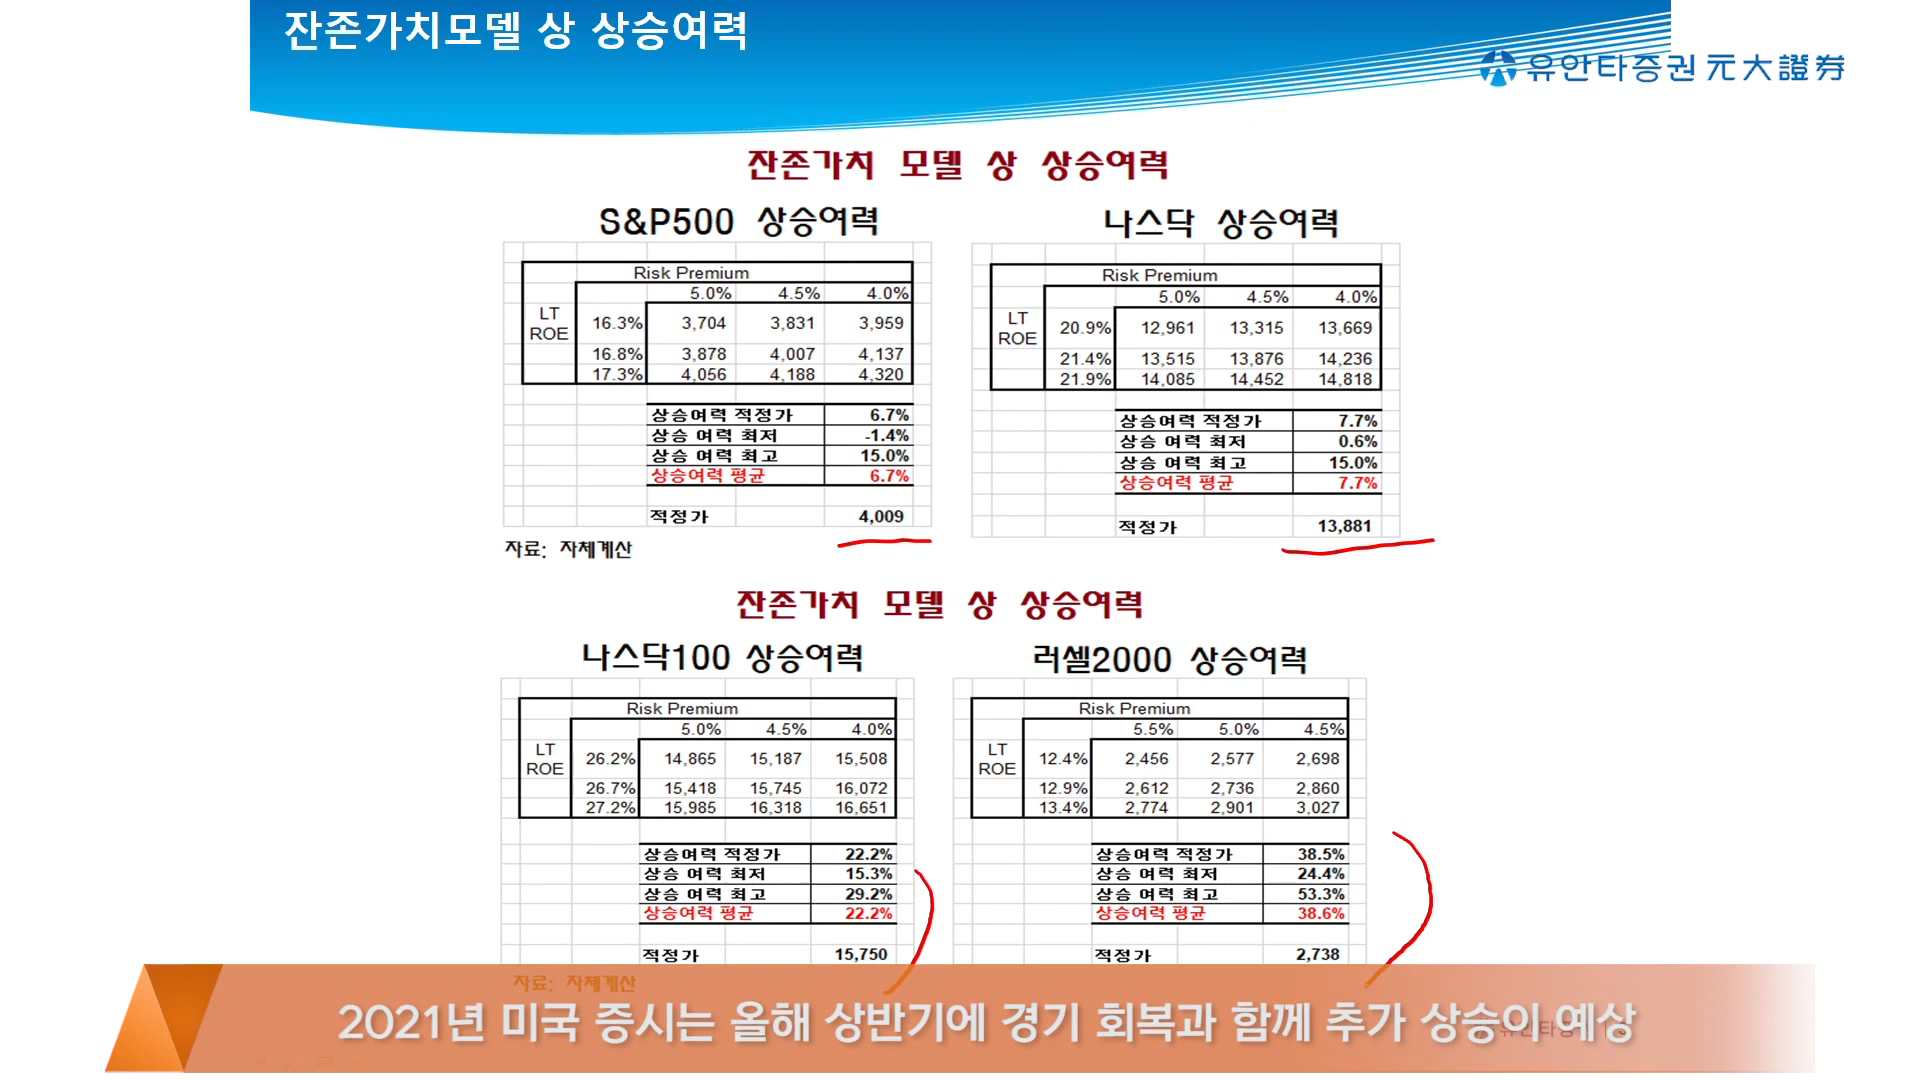 잔존가치모델 상 상승여력
유안타증권 元大證券
잔존가치 모델 상 상승여력
S&P500 상승여력
Risk Premium
5.0% 4.5% 4.0%
LT ROE 16.3% 3,704 3,831 3,959
16.8% 3,878 4,007 4,137
17.3% 4,056 4,188 4,320
상승여력 적정가 6.7%
상승 여력 최저 -1.4%
상승 여력 최고 15.0%
상승여력 평균 6.7%
적정가 4,009
자료: 자체계산
나스닥 상승여력
Risk Premium
5.0% 4.5% 4.0%
LT ROE 20.9% 12,961 13,315 13,669
21.4% 13,515 13,876 14,236
21.9% 14,085 14,452 14,818
상승여력 적정가 7.7%
상승 여력 최저 0.6%
상승 여력 최고 15.0%
상승여력 평균 7.7%
적정가 13,881
잔존가치 모델 상 상승여력
나스닥100 상승여력
Risk Premium
5.0% 4.5% 4.0%
LT ROE 26.2% 14,865 15,187 15,508
26.7% 15,418 15,745 16,072
27.2% 15,985 16,318 16,651
상승여력 적정가 22.2%
상승 여력 최저 15.3%
상승 여력 최고 29.2%
상승여력 평균 22.2%
적정가 15,750
자료: 자체계산
러셀2000 상승여력
Risk Premium
5.5% 5.0% 4.5%
LT ROE 12.4% 2,456 2,577 2,698
12.9% 2,612 2,736 2,860
13.4% 2,774 2,901 3,027
상승여력 적정가 38.5%
상승 여력 최저 24.4%
상승 여력 최고 53.3%
상승여력 평균 38.6%
적정가 2,738
2021년 미국 증시는 올해 상반기에 경기 회복과 함께 추가 상승이 예상